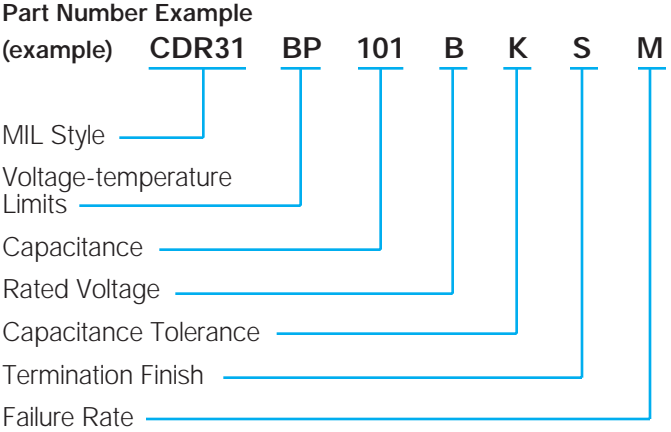 Part Number Example
(example) CDR31 BP 101 B K S M
MIL Style
Voltage-temperature
Limits
Capacitance
Rated Voltage
Capacitance Tolerance
Termination Finish
Failure Rate